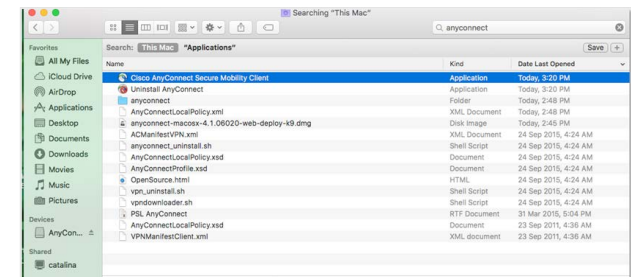 Searching "This Mac"
anyconnect
Favorites
All My Files
iCloud Drive
AirDrop
Applications
Desktop
Documents
Downloads
Movies
Music
Pictures
Devices
AnyCon...
Shared
catalina
Search: This Mac "Applications" Save +
Name Kind Date Last Opened
Cisco AnyConnect Secure Mobility Client Application Today, 3:20 PM
Uninstall AnyConnect Application Today, 3:20 PM
anyconnect Folder Today, 2:48 PM
AnyConnectLocalPolicy.xml XML Document Today, 2:48 PM
anyconnect-macosx-4.1.06020-web-deploy-k9.dmg Disk Image Today, 2:45 PM
ACManifestVPN.xml XML Document 24 Sep 2015, 4:24 AM
anyconnect_uninstall.sh Shell Script 24 Sep 2015, 4:24 AM
AnyConnectLocalPolicy.xsd Document 24 Sep 2015, 4:24 AM
AnyConnectProfile.xsd Document 24 Sep 2015, 4:24 AM
OpenSource.html HTML 24 Sep 2015, 4:24 AM
vpn_uninstall.sh Shell Script 24 Sep 2015, 4:24 AM
vpndownloader.sh Shell Script 24 Sep 2015, 4:24 AM
PSL AnyConnect RTF Document 31 Mar 2015, 5:04 PM
AnyConnectLocalPolicy.xsd Document 23 Sep 2011, 4:36 AM
VPNManifestClient.xml XML document 23 Sep 2011, 4:36 AM